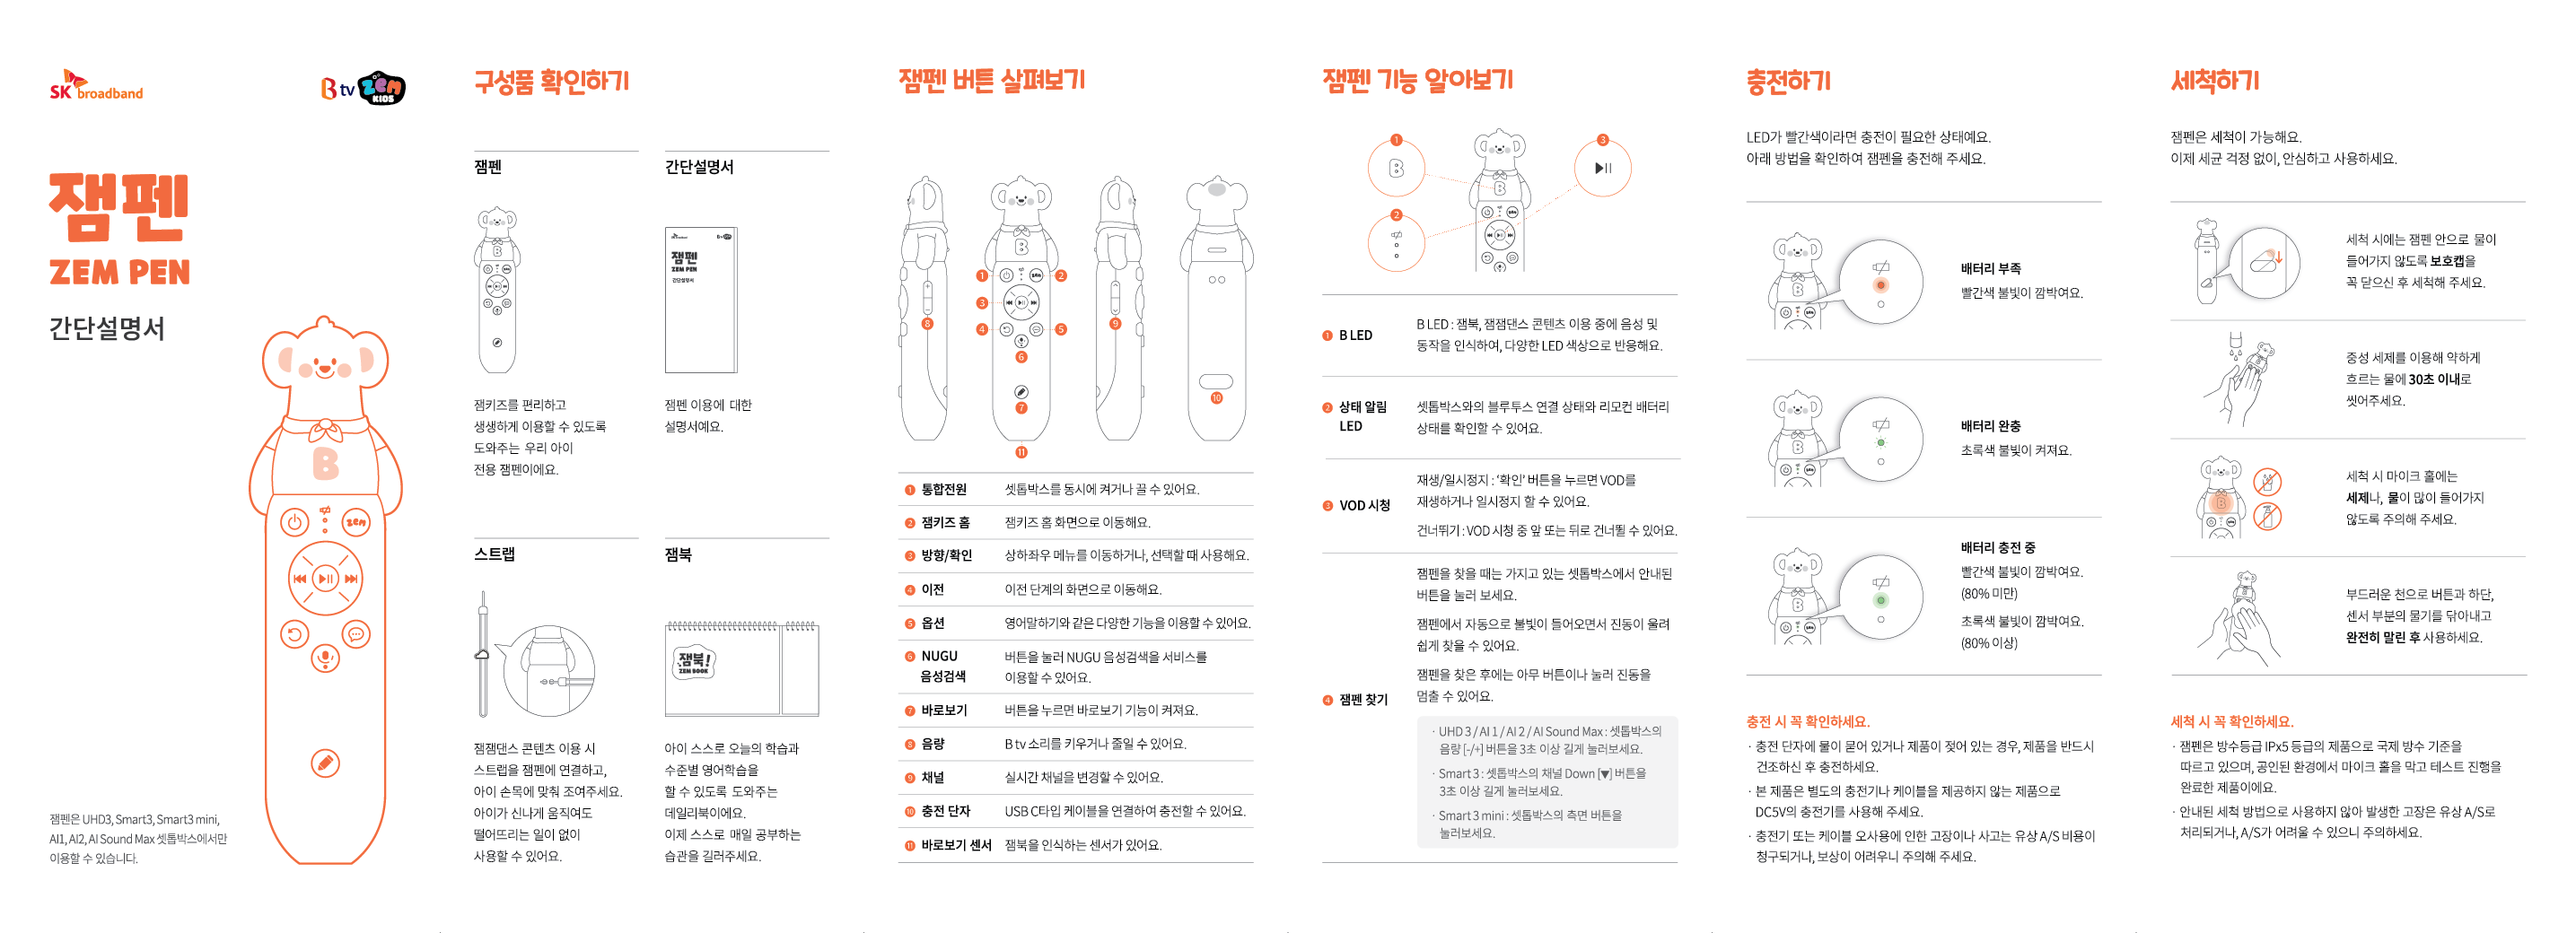 SK broadband
B tv ZEM KIDS
잼펜
ZEM PEN
간단설명서
B
zem
잼펜은 UHD3, Smart3, Smart3 mini,
AI1, AI2, AI Sound Max 셋톱박스에서만
이용할 수 있습니다.
구성품 확인하기
잼펜
잼키즈를 편리하고
생생하게 이용할 수 있도록
도와주는 우리 아이
전용 잼펜이에요.
간단설명서
잼펜
ZEM PEN
간단설명서
잼펜 이용에 대한
설명서예요.
스트랩
잼잼댄스 콘텐츠 이용 시
스트랩을 잼펜에 연결하고,
아이 손목에 맞춰 조여주세요.
아이가 신나게 움직여도
떨어뜨리는 일이 없이
사용할 수 있어요.
잼북
잼북!
ZEM BOOK
아이 스스로 오늘의 학습과
수준별 영어학습을
할 수 있도록 도와주는
데일리북이에요.
이제 스스로 매일 공부하는
습관을 길러주세요.
잼펜 버튼 살펴보기
1 2 3 4 5 6 7 8 9 10 11
1 통합전원 셋톱박스를 동시에 켜거나 끌 수 있어요.
2 잼키즈 홈 잼키즈 홈 화면으로 이동해요.
3 방향/확인 상하좌우 메뉴를 이동하거나, 선택할 때 사용해요.
4 이전 이전 단계의 화면으로 이동해요.
5 옵션 영어말하기와 같은 다양한 기능을 이용할 수 있어요.
6 NUGU 음성검색 버튼을 눌러 NUGU 음성검색을 서비스를
이용할 수 있어요.
7 바로보기 버튼을 누르면 바로보기 기능이 켜져요.
8 음량 B tv 소리를 키우거나 줄일 수 있어요.
9 채널 실시간 채널을 변경할 수 있어요.
10 충전 단자 USB C타입 케이블을 연결하여 충전할 수 있어요.
11 바로보기 센서 잼북을 인식하는 센서가 있어요.
잼펜 기능 알아보기
1 B
2
3
1 B LED B LED : 잼북, 잼잼댄스 콘텐츠 이용 중에 음성 및
동작을 인식하여, 다양한 LED 색상으로 반응해요.
2 상태 알림 LED 셋톱박스와의 블루투스 연결 상태와 리모컨 배터리
상태를 확인할 수 있어요.
3 VOD 시청 재생/일시정지 : ‘확인’ 버튼을 누르면 VOD를
재생하거나 일시정지 할 수 있어요.
건너뛰기 : VOD 시청 중 앞 또는 뒤로 건너뛸 수 있어요.
4 잼펜 찾기 잼펜을 찾을 때는 가지고 있는 셋톱박스에서 안내된
버튼을 눌러 보세요.
잼펜에서 자동으로 불빛이 들어오면서 진동이 울려
쉽게 찾을 수 있어요.
잼펜을 찾은 후에는 아무 버튼이나 눌러 진동을
멈출 수 있어요.
· UHD 3 / AI 1 / AI 2 / AI Sound Max : 셋톱박스의
음량 [-/+] 버튼을 3초 이상 길게 눌러보세요.
· Smart 3 : 셋톱박스의 채널 Down [▼] 버튼을
3초 이상 길게 눌러보세요.
· Smart 3 mini : 셋톱박스의 측면 버튼을
눌러보세요.
충전하기
LED가 빨간색이라면 충전이 필요한 상태예요.
아래 방법을 확인하여 잼펜을 충전해 주세요.
배터리 부족
빨간색 불빛이 깜박여요.
배터리 완충
초록색 불빛이 켜져요.
배터리 충전 중
빨간색 불빛이 깜박여요.
(80% 미만)
초록색 불빛이 깜박여요.
(80% 이상)
충전 시 꼭 확인하세요.
· 충전 단자에 물이 묻어 있거나 제품이 젖어 있는 경우, 제품을 반드시
건조하신 후 충전하세요.
· 본 제품은 별도의 충전기나 케이블을 제공하지 않는 제품으로
DC5V의 충전기를 사용해 주세요.
· 충전기 또는 케이블 오사용에 인한 고장이나 사고는 유상 A/S 비용이
청구되거나, 보상이 어려우니 주의해 주세요.
세척하기
잼펜은 세척이 가능해요.
이제 세균 걱정 없이, 안심하고 사용하세요.
세척 시에는 잼펜 안으로 물이
들어가지 않도록 보호캡을
꼭 닫으신 후 세척해 주세요.
중성 세제를 이용해 약하게
흐르는 물에 30초 이내로
씻어주세요.
세척 시 마이크 홀에는
세제나, 물이 많이 들어가지
않도록 주의해 주세요.
부드러운 천으로 버튼과 하단,
센서 부분의 물기를 닦아내고
완전히 말린 후 사용하세요.
세척 시 꼭 확인하세요.
· 잼펜은 방수등급 IPx5 등급의 제품으로 국제 방수 기준을
따르고 있으며, 공인된 환경에서 마이크 홀을 막고 테스트 진행을
완료한 제품이에요.
· 안내된 세척 방법으로 사용하지 않아 발생한 고장은 유상 A/S로
처리되거나, A/S가 어려울 수 있으니 주의하세요.